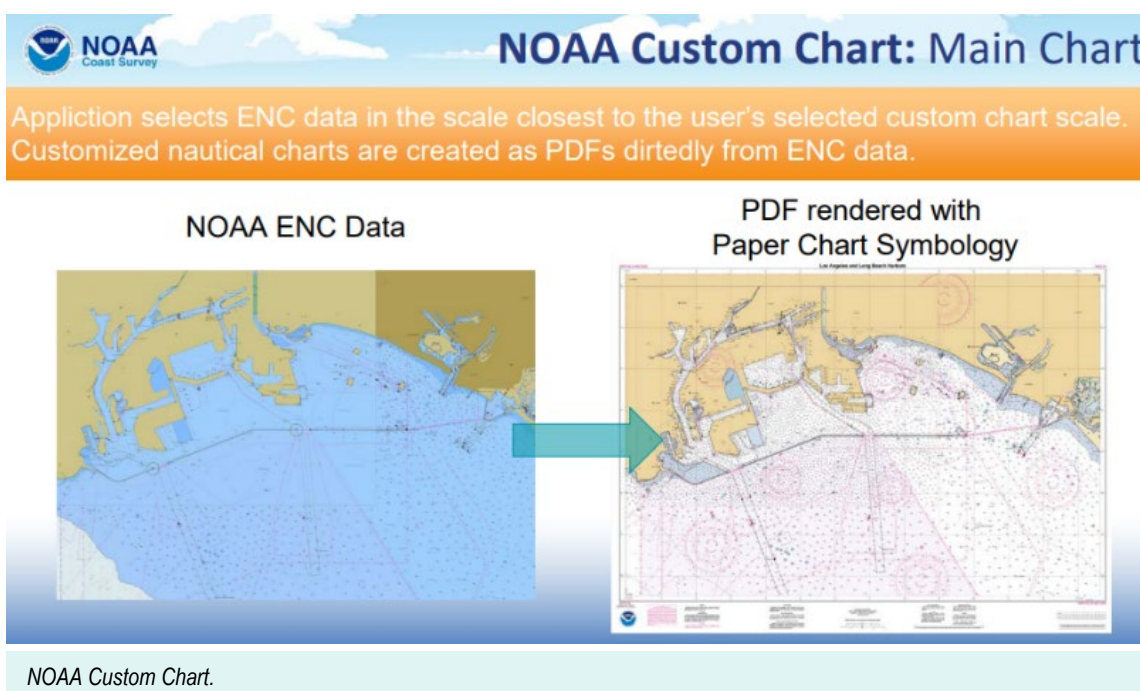 NOAA
Coast Survey
NOAA Custom Chart: Main Chart
Appliction selects ENC data in the scale closest to the user's selected custom chart scale.
Customized nautical charts are created as PDFs dirtedly from ENC data.
NOAA ENC Data
PDF rendered with
Paper Chart Symbology
Los Angeles and Long Beach Harbors
NOAA Custom Chart.